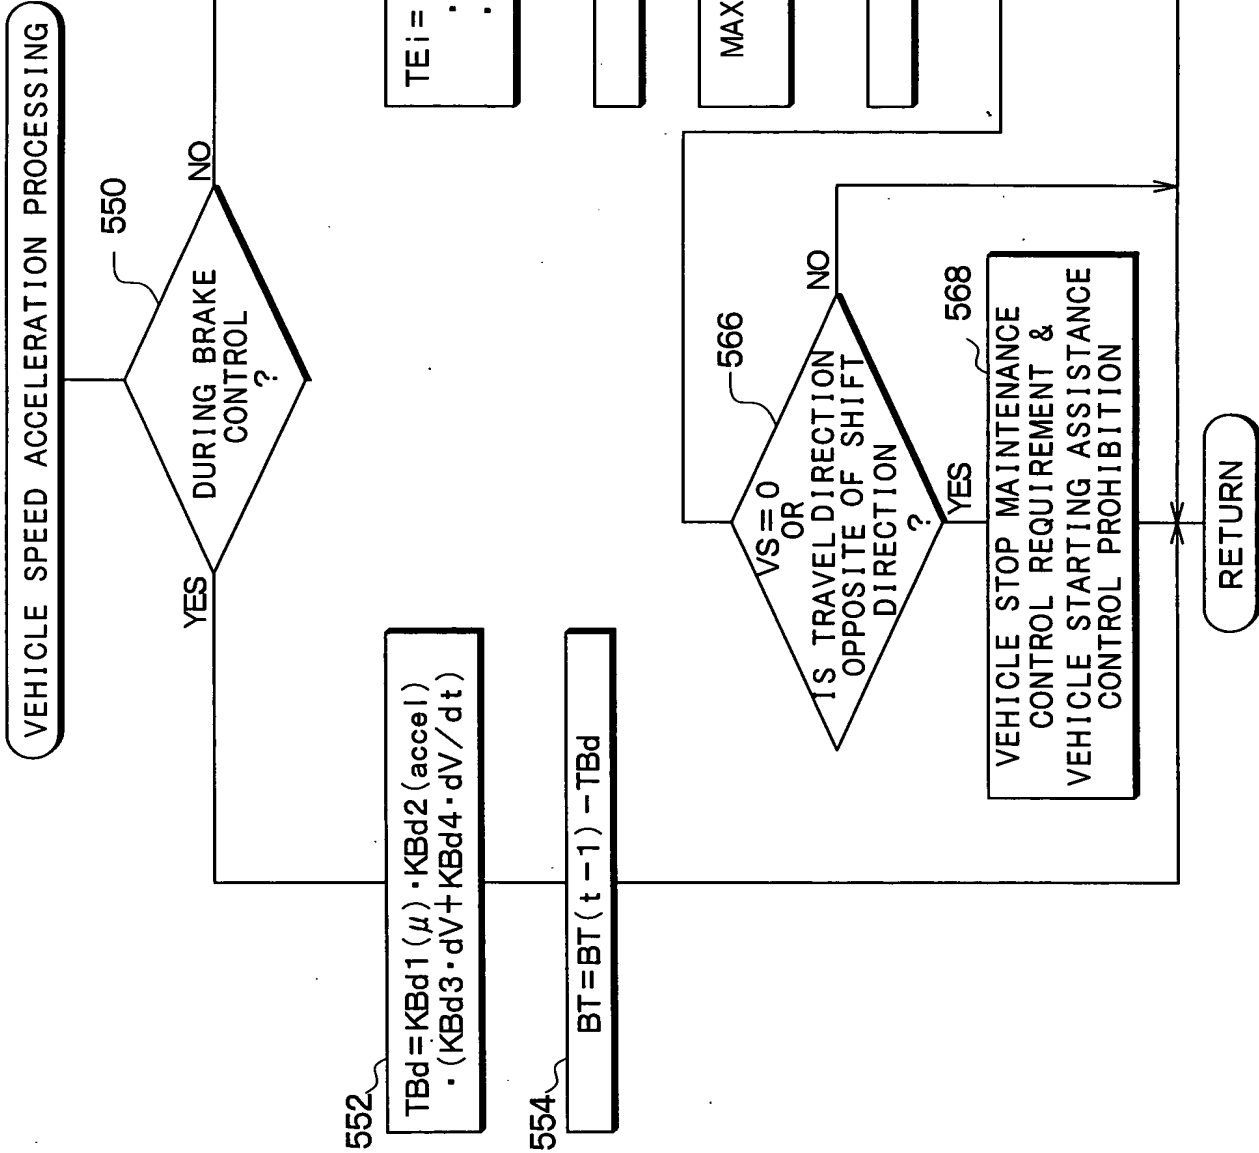 VEHICLE SPEED ACCELERATION PROCESSING
550
DURING BRAKE
CONTROL
?
YES
NO
552
TBd=KBd1(μ)·KBd2(accel)
·(KBd3·dV+KBd4·dV/dt)
554
BT=BT(t-1)-TBd
TEi=
MAX
566
VS=0
OR
IS TRAVEL DIRECTION
OPPOSITE OF SHIFT
DIRECTION
?
NO
YES
568
VEHICLE STOP MAINTENANCE
CONTROL REQUIREMENT &
VEHICLE STARTING ASSISTANCE
CONTROL PROHIBITION
RETURN